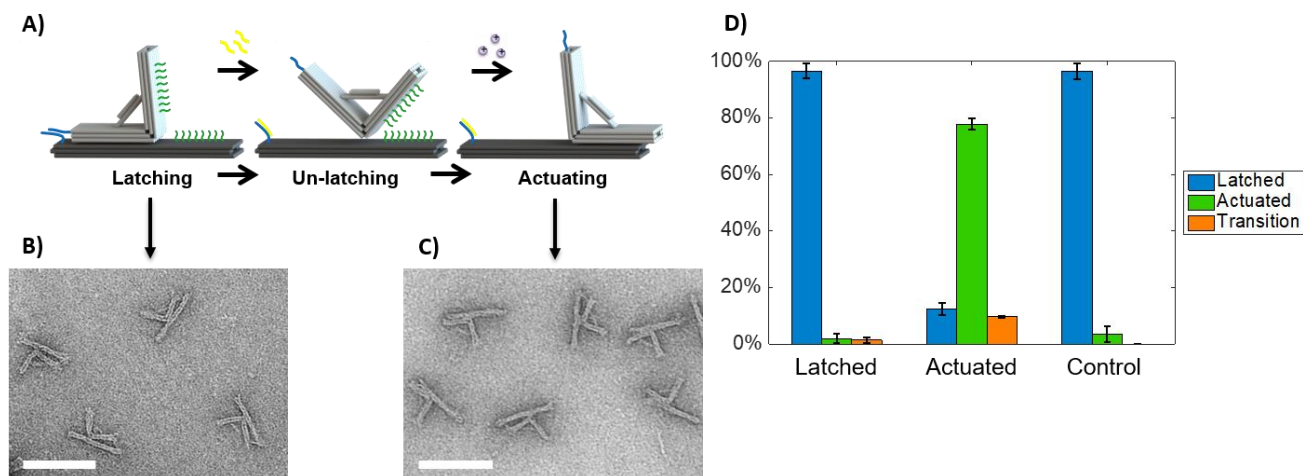 A)
Latching
Un-latching
Actuating
B)
C)
D)
100%
80%
60%
40%
20%
0%
Latched
Actuated
Control
Latched
Actuated
Transition